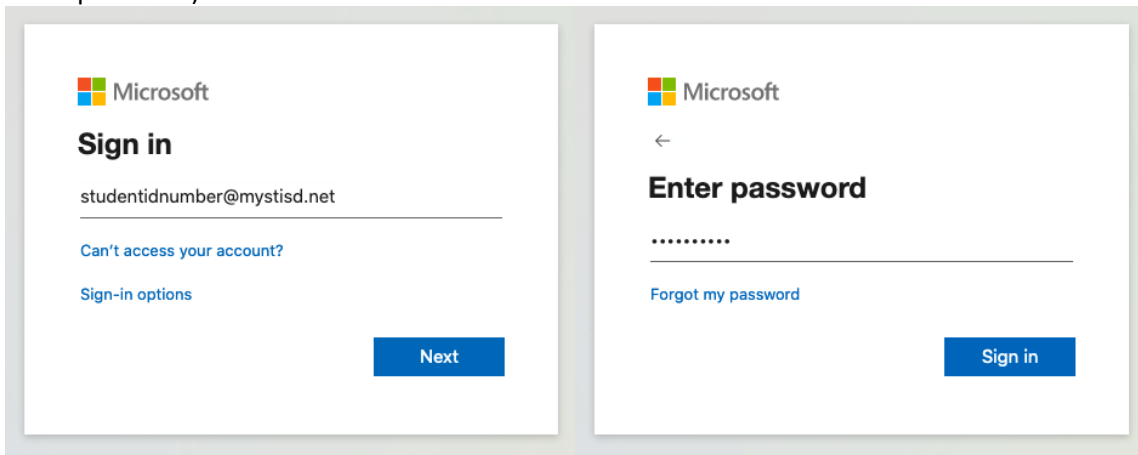 Microsoft
Sign in
studentidnumber@mystisd.net
Can't access your account?
Sign-in options
Next
Microsoft
←
Enter password
••••••••••
Forgot my password
Sign in